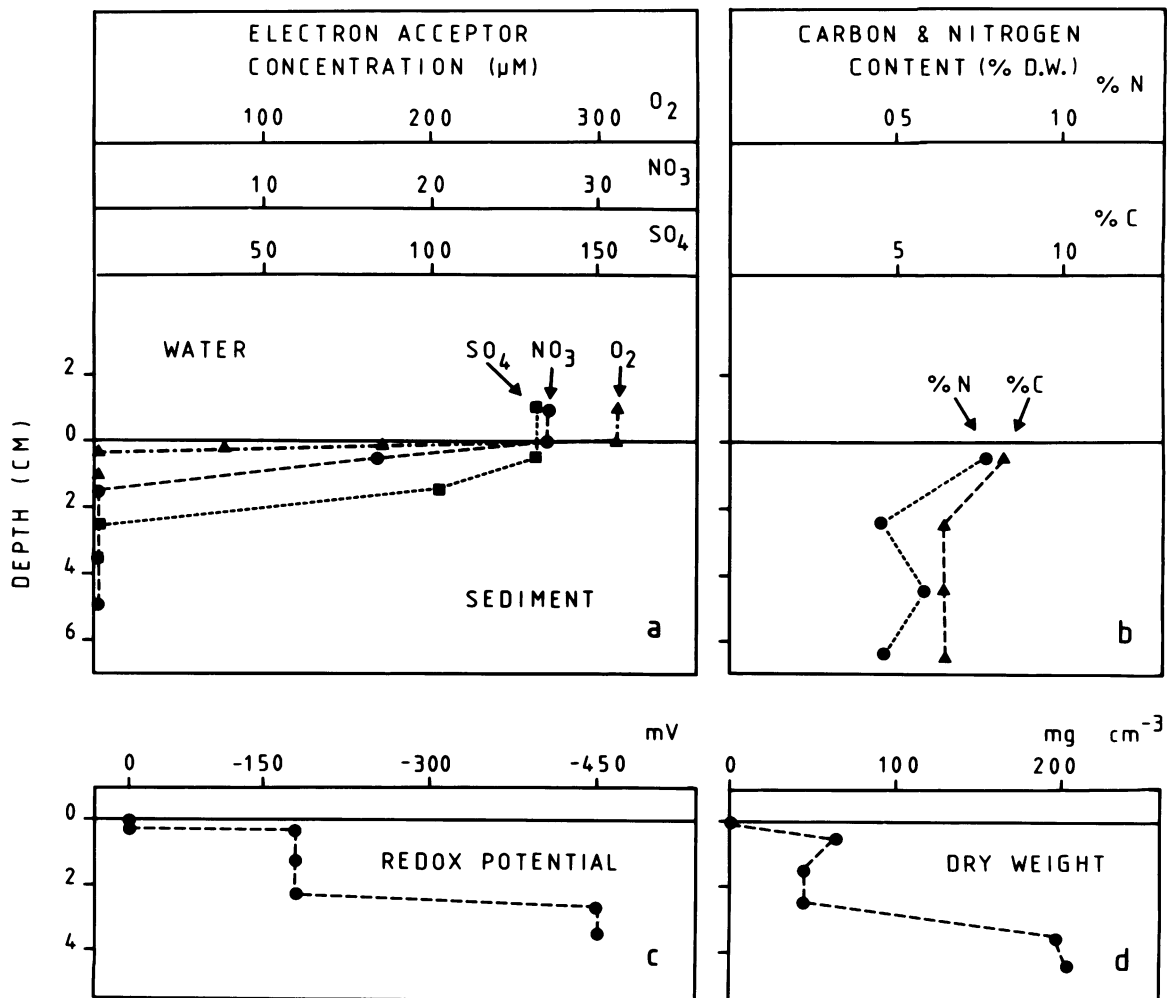 ELECTRON ACCEPTOR
CONCENTRATION (µM)
100 200 300 O2
10 20 30 NO3
50 100 150 SO4
WATER
SO4 NO3 O2
DEPTH (CM)
2
0
2
4
6
SEDIMENT
a
CARBON & NITROGEN
CONTENT (% D.W.)
% N
05 10
% C
5 10
% N % C
b
mV
0 -150 -300 -450
0
2
4
REDOX POTENTIAL
c
mg cm-3
0 100 200
DRY WEIGHT
d